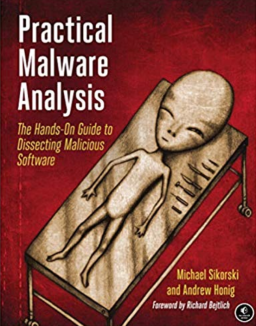 Practical
Malware
Analysis
The Hands-On Guide to
Dissecting Malicious
Software
Michael Sikorski
and Andrew Honig
Foreword by Richard Bejtlich